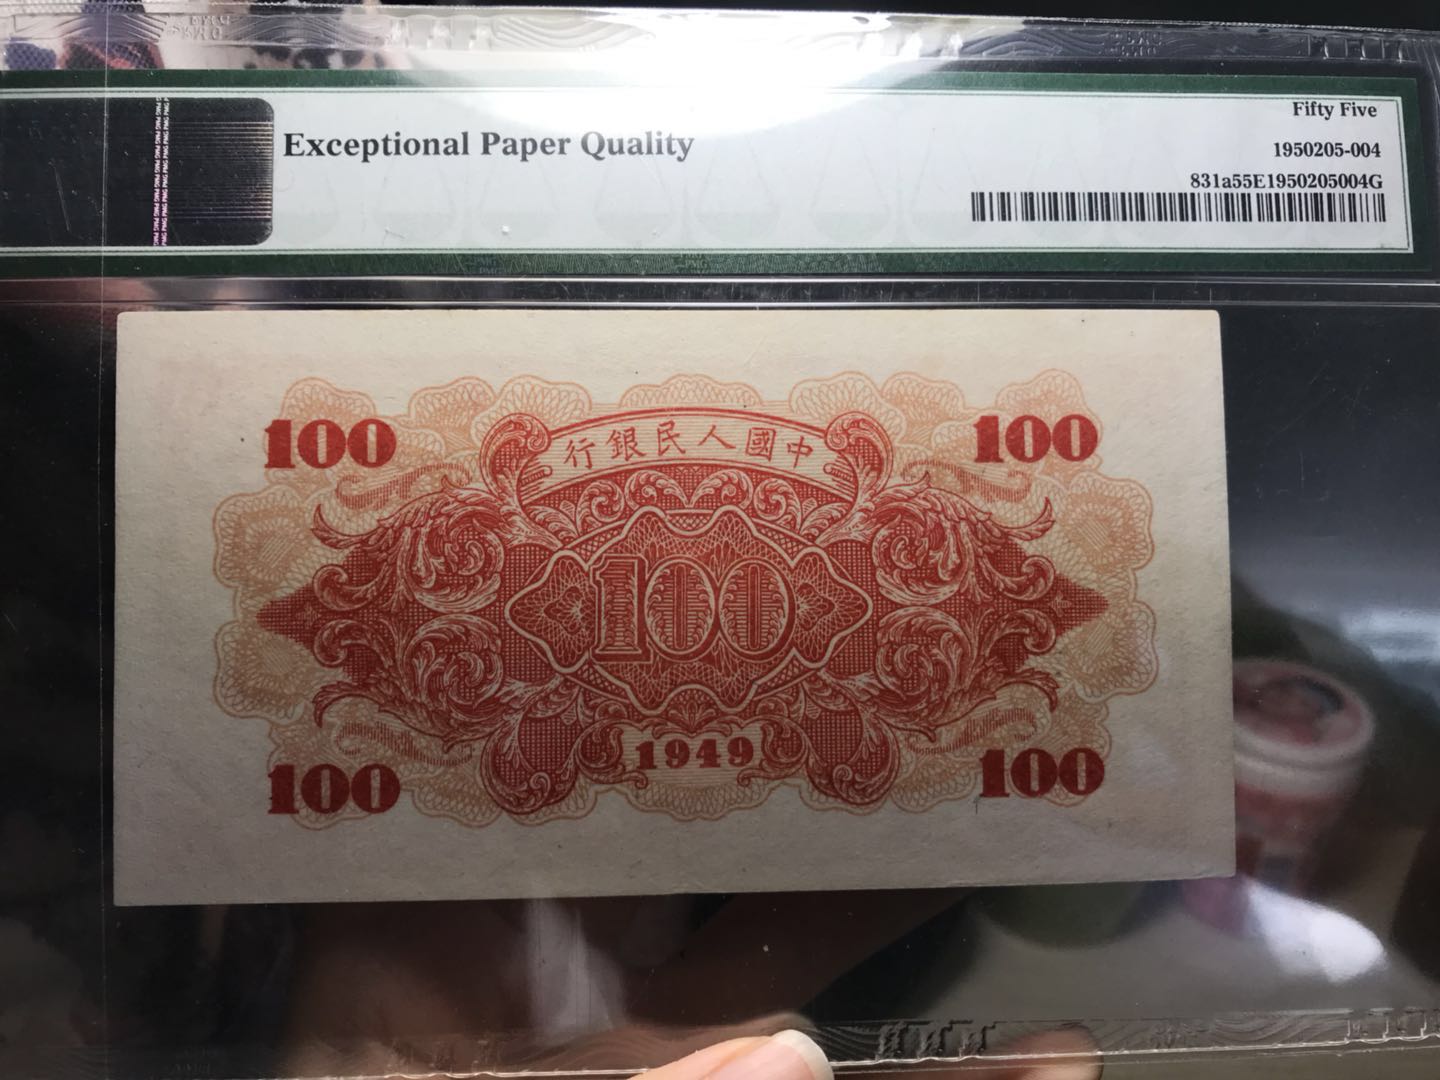 Fifty Five
Exceptional Paper Quality
1950205-004
831a55E1950205004G
行銀民人國中
100
100
100
1949
100
100